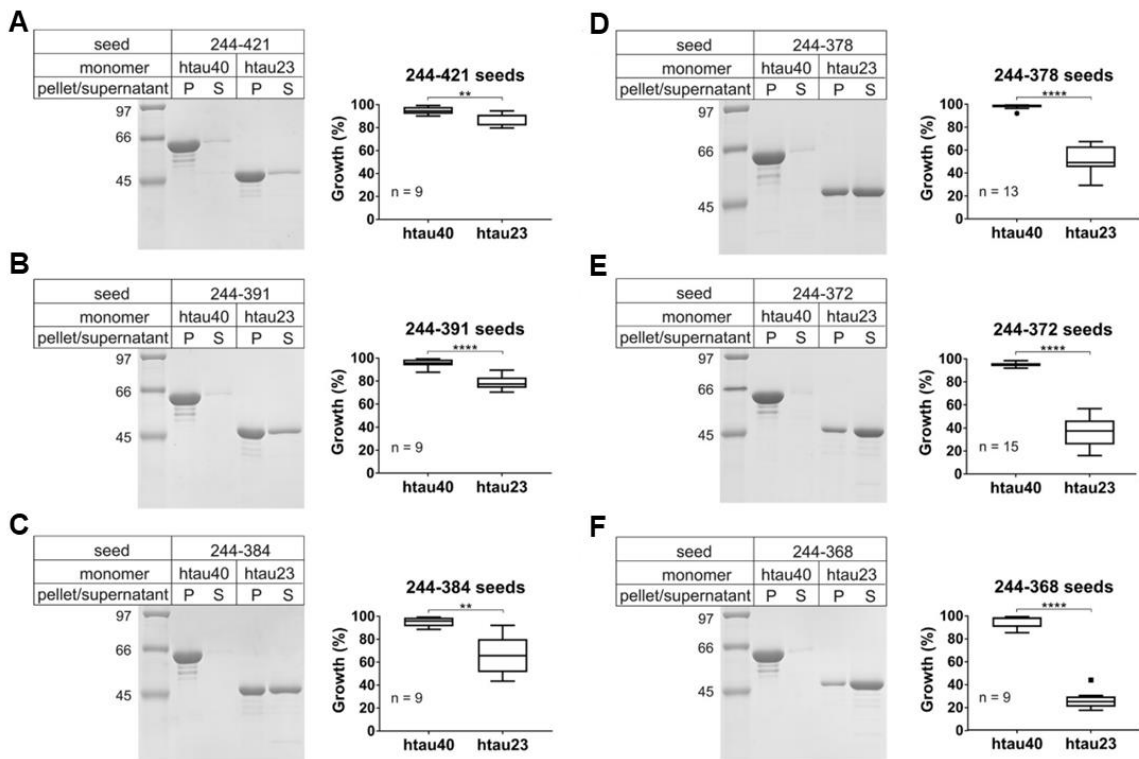 A
seed 244-421
monomer htau40 htau23
pellet/supernatant P S P S
97
66
45
244-421 seeds
**
Growth (%)
100
80
60
40
20
0
n = 9
htau40 htau23
B
seed 244-391
monomer htau40 htau23
pellet/supernatant P S P S
97
66
45
244-391 seeds
****
Growth (%)
100
80
60
40
20
0
n = 9
htau40 htau23
C
seed 244-384
monomer htau40 htau23
pellet/supernatant P S P S
97
66
45
244-384 seeds
**
Growth (%)
100
80
60
40
20
0
n = 9
htau40 htau23
D
seed 244-378
monomer htau40 htau23
pellet/supernatant P S P S
97
66
45
244-378 seeds
****
Growth (%)
100
80
60
40
20
0
n = 13
htau40 htau23
E
seed 244-372
monomer htau40 htau23
pellet/supernatant P S P S
97
66
45
244-372 seeds
****
Growth (%)
100
80
60
40
20
0
n = 15
htau40 htau23
F
seed 244-368
monomer htau40 htau23
pellet/supernatant P S P S
97
66
45
244-368 seeds
****
Growth (%)
100
80
60
40
20
0
n = 9
htau40 htau23